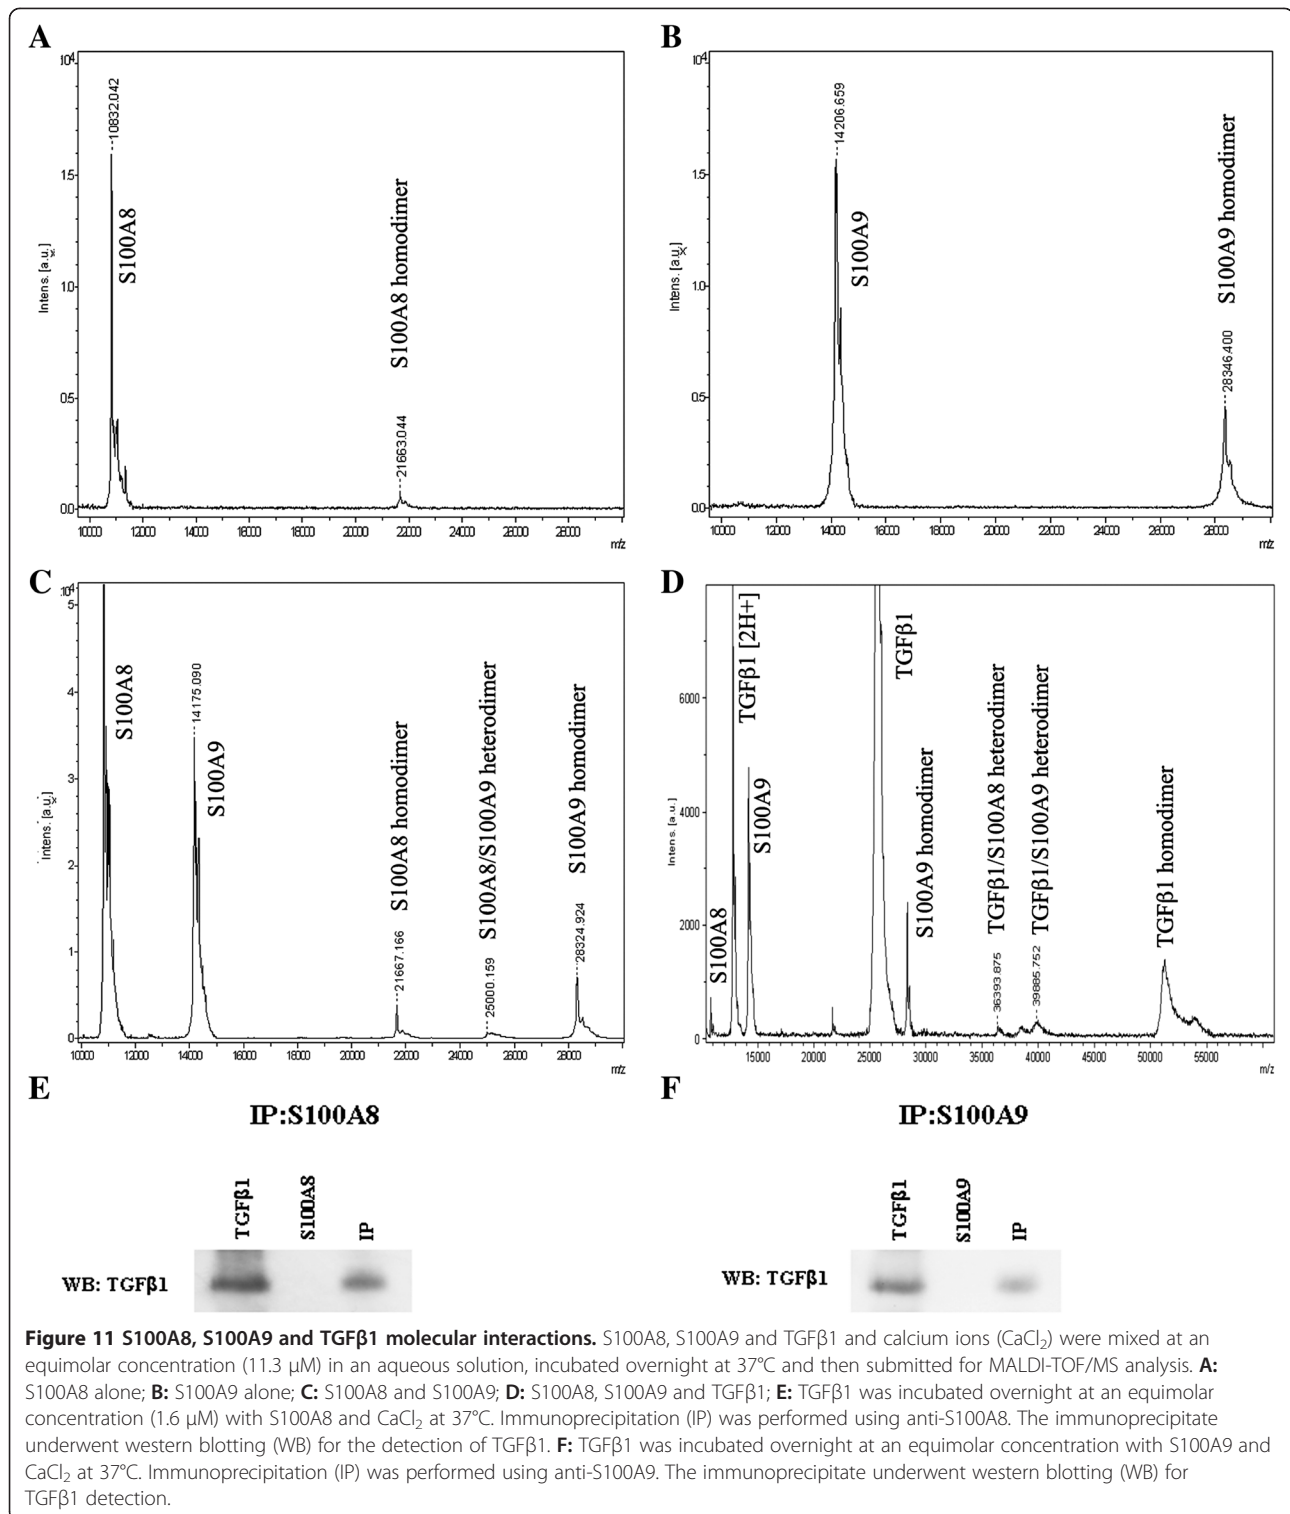 A
10⁴
1.5
1.0
0.5
0.0
Intens. [a.u.]
10832.042
S100A8
21663.044
S100A8 homodimer
10000 12000 14000 16000 18000 20000 22000 24000 26000 28000
m/z
B
10⁴
1.5
1.0
0.5
0.0
Intens. [a.u.]
14206.659
S100A9
28346.400
S100A9 homodimer
10000 12000 14000 16000 18000 20000 22000 24000 26000 28000
m/z
C
10⁴
5
4
3
2
1
0
Intens. [a.u.]
S100A8
14175.090
S100A9
21667.166
S100A8 homodimer
25000.159
S100A8/S100A9 heterodimer
28324.924
S100A9 homodimer
10000 12000 14000 16000 18000 20000 22000 24000 26000 28000
m/z
D
8000
6000
4000
2000
0
Intens. [a.u.]
S100A8
TGFβ1 [2H+]
S100A9
TGFβ1
S100A9 homodimer
36393.875
TGFβ1/S100A8 heterodimer
39885.752
TGFβ1/S100A9 heterodimer
TGFβ1 homodimer
15000 20000 25000 30000 35000 40000 45000 50000 55000
m/z
E
IP:S100A8
TGFβ1 S100A8 IP
WB: TGFβ1
F
IP:S100A9
TGFβ1 S100A9 IP
WB: TGFβ1
Figure 11 S100A8, S100A9 and TGFβ1 molecular interactions. S100A8, S100A9 and TGFβ1 and calcium ions (CaCl₂) were mixed at an
equimolar concentration (11.3 μM) in an aqueous solution, incubated overnight at 37°C and then submitted for MALDI-TOF/MS analysis. A:
S100A8 alone; B: S100A9 alone; C: S100A8 and S100A9; D: S100A8, S100A9 and TGFβ1; E: TGFβ1 was incubated overnight at an equimolar
concentration (1.6 μM) with S100A8 and CaCl₂ at 37°C. Immunoprecipitation (IP) was performed using anti-S100A8. The immunoprecipitate
underwent western blotting (WB) for the detection of TGFβ1. F: TGFβ1 was incubated overnight at an equimolar concentration with S100A9 and
CaCl₂ at 37°C. Immunoprecipitation (IP) was performed using anti-S100A9. The immunoprecipitate underwent western blotting (WB) for
TGFβ1 detection.